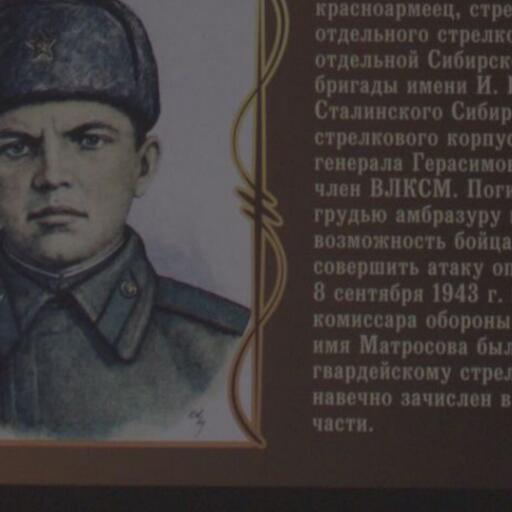 красноармеец, стре
отдельного стрелко
отдельной Сибирск
бригады имени И.
Сталинского Сибир
стрелкового корпус
генерала Герасимо
член ВЛКСМ. Поги
грудью амбразуру
возможность бойца
совершить атаку оп
8 сентября 1943 г.
комиссара обороны
имя Матросова был
гвардейскому стрел
навечно зачислен в
части.